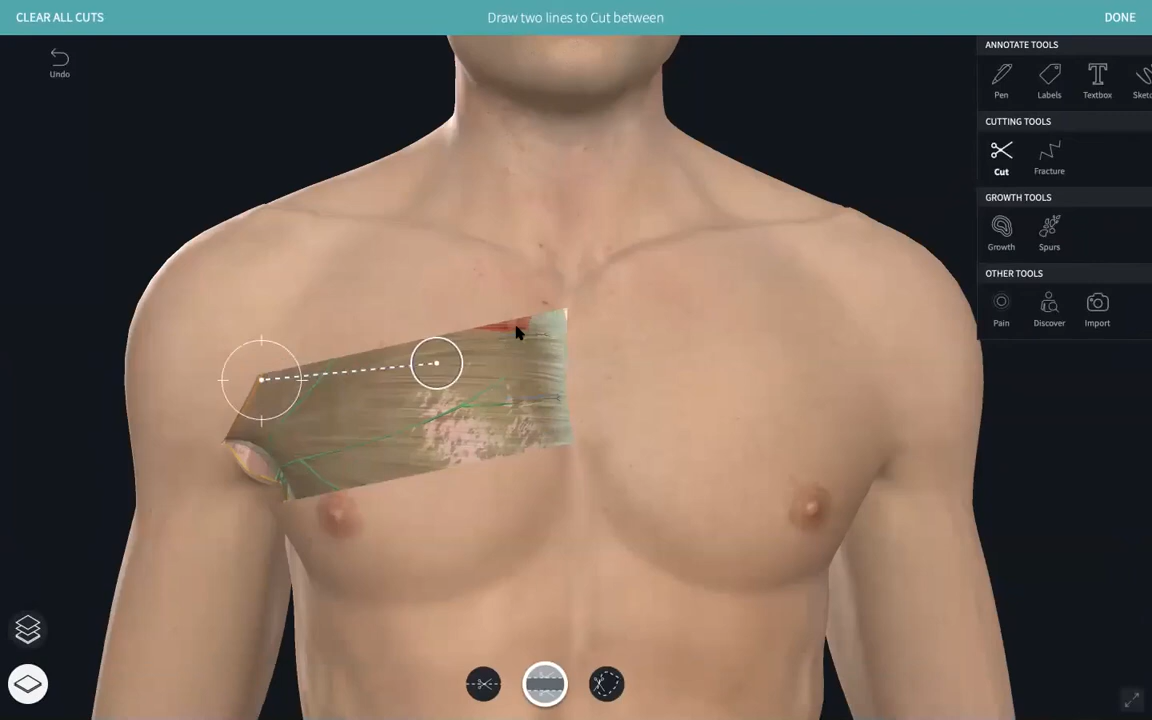 CLEAR ALL CUTS
Draw two lines to Cut between
DONE
Undo
ANNOTATE TOOLS
Pen
Labels
Textbox
CUTTING TOOLS
Cut
Fracture
GROWTH TOOLS
Growth
Spurs
OTHER TOOLS
Pain
Discover
Import